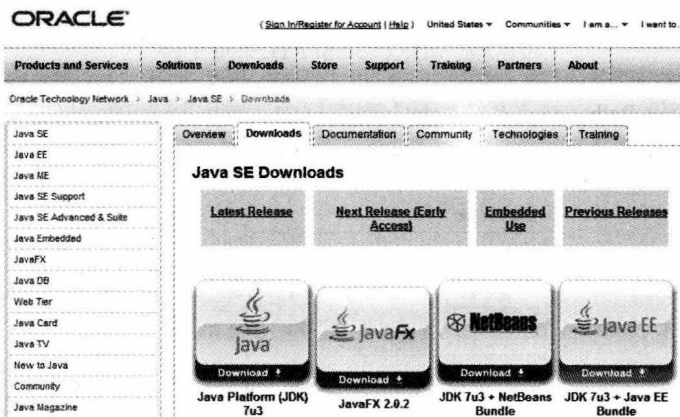 ORACLE
( Sign In/Register for Account | Help ) United States Communities I am a... I want to...
Products and Services Solutions Downloads Store Support Training Partners About
Oracle Technology Network > Java > Java SE > Downloads
Java SE
Java EE
Java ME
Java SE Support
Java SE Advanced & Suite
Java Embedded
JavaFX
Java DB
Web Tier
Java Card
Java TV
New to Java
Community
Java Magazine
Overview Downloads Documentation Community Technologies Training
Java SE Downloads
Latest Release
Next Release (Early
Access)
Embedded
Use
Previous Releases
Java
Download
Java Platform (JDK)
7u3
JavaFX
Download
JavaFX 2.0.2
NetBeans
Download
JDK 7u3 + NetBeans
Bundle
Java EE
Download
JDK 7u3 + Java EE
Bundle